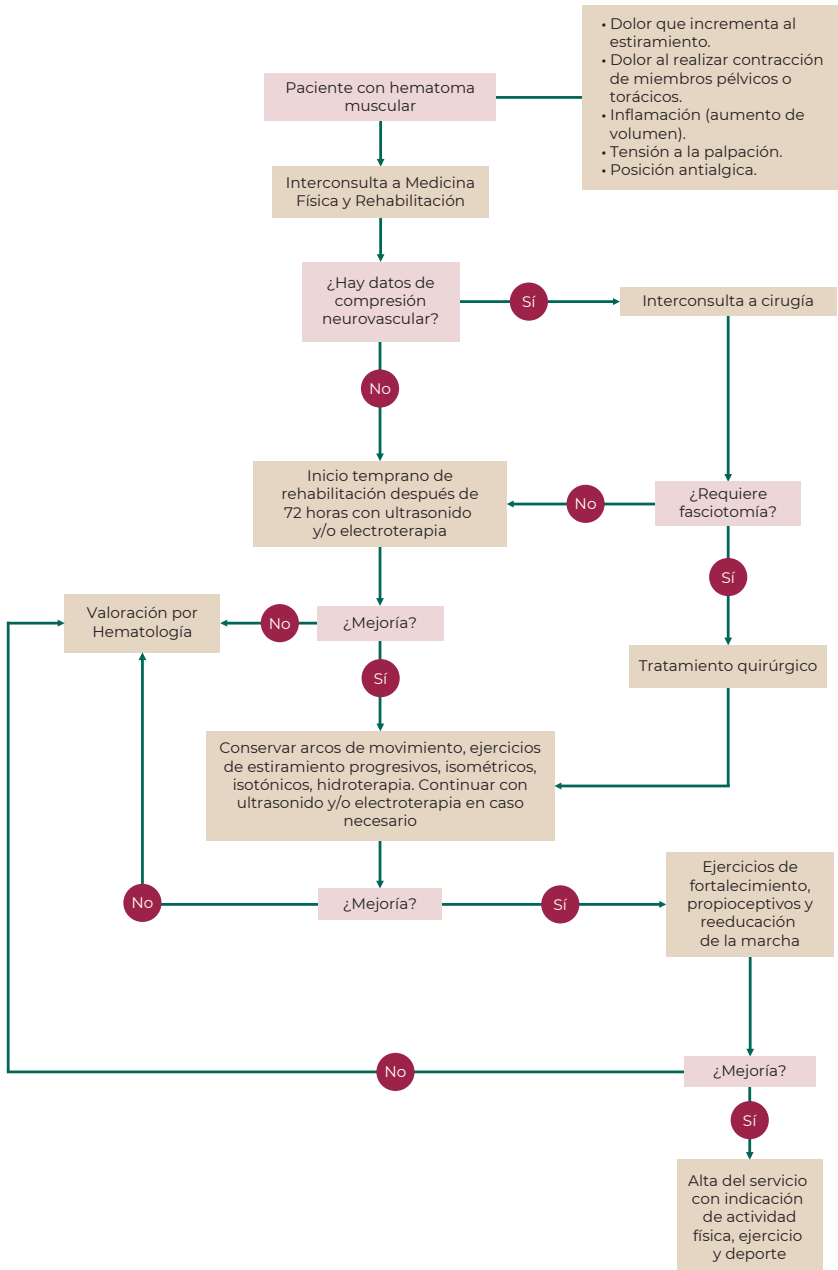 • Dolor que incrementa al
estiramiento.
• Dolor al realizar contracción
de miembros pélvicos o
torácicos.
• Inflamación (aumento de
volumen).
• Tensión a la palpación.
• Posición antialgica.
Paciente con hematoma
muscular
Interconsulta a Medicina
Física y Rehabilitación
¿Hay datos de
compresión
neurovascular?
Sí
Interconsulta a cirugía
No
Inicio temprano de
rehabilitación después de
72 horas con ultrasonido
y/o electroterapia
No
¿Requiere
fasciotomía?
Sí
Valoración por
Hematología
No
¿Mejoría?
Tratamiento quirúrgico
Sí
Conservar arcos de movimiento, ejercicios
de estiramiento progresivos, isométricos,
isotónicos, hidroterapia. Continuar con
ultrasonido y/o electroterapia en caso
necesario
No
¿Mejoría?
Sí
Ejercicios de
fortalecimiento,
propioceptivos y
reeducación
de la marcha
No
¿Mejoría?
Sí
Alta del servicio
con indicación
de actividad
física, ejercicio
y deporte